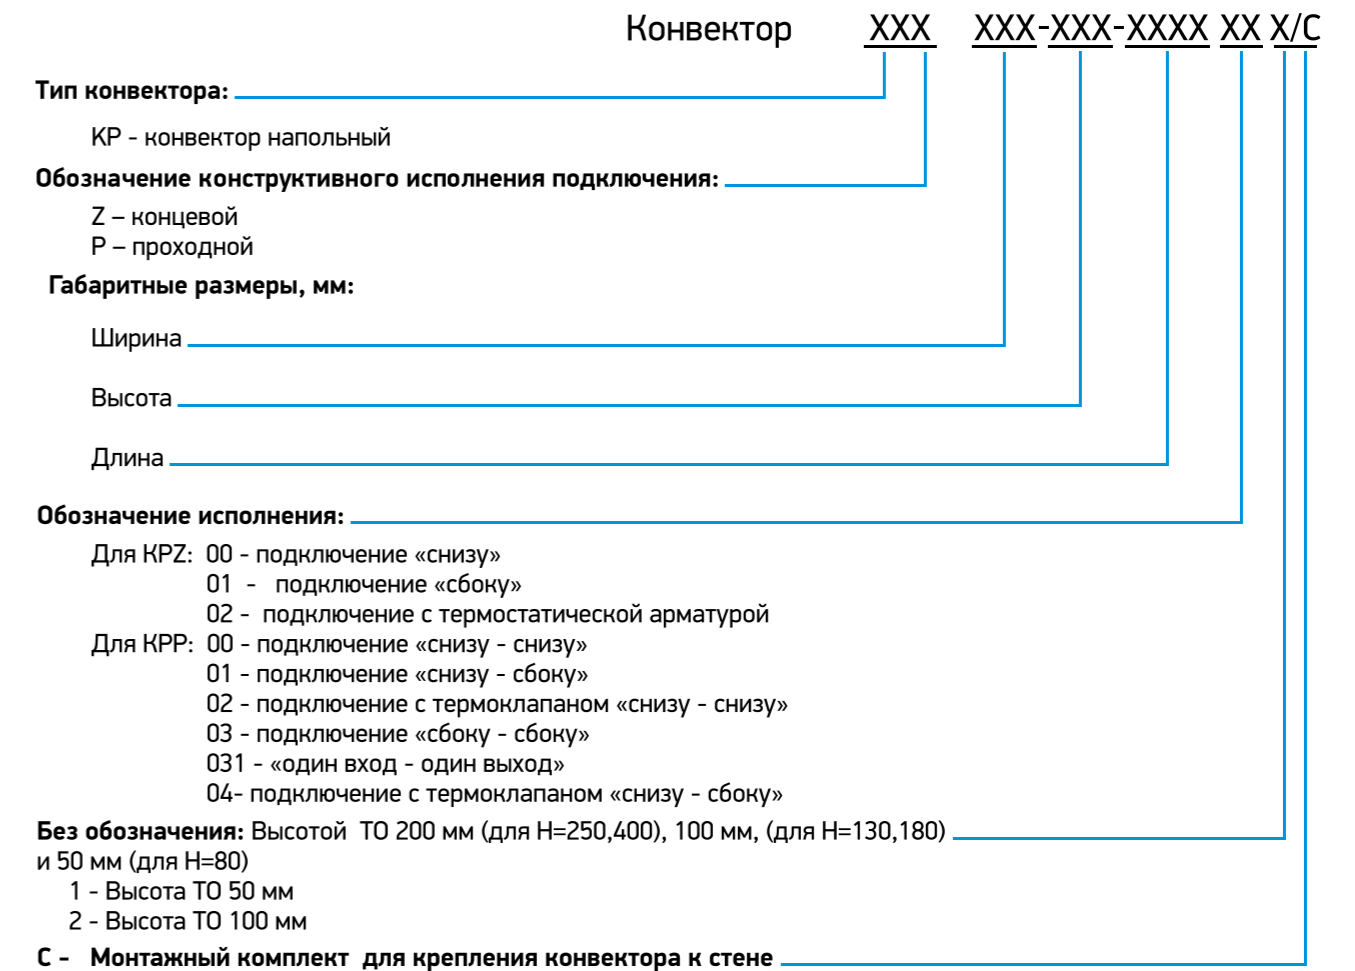 Конвектор XXX XXX-XXX-XXXX XX X/C
Тип конвектора:
КР - конвектор напольный
Обозначение конструктивного исполнения подключения:
Z – концевой
Р – проходной
Габаритные размеры, мм:
Ширина
Высота
Длина
Обозначение исполнения:
Для КРZ: 00 - подключение «снизу»
01 - подключение «сбоку»
02 - подключение с термостатической арматурой
Для КРР: 00 - подключение «снизу - снизу»
01 - подключение «снизу - сбоку»
02 - подключение с термоклапаном «снизу - снизу»
03 - подключение «сбоку - сбоку»
031 - «один вход - один выход»
04- подключение с термоклапаном «снизу - сбоку»
Без обозначения: Высотой ТО 200 мм (для Н=250,400), 100 мм, (для Н=130,180)
и 50 мм (для Н=80)
1 - Высота ТО 50 мм
2 - Высота ТО 100 мм
С - Монтажный комплект для крепления конвектора к стене